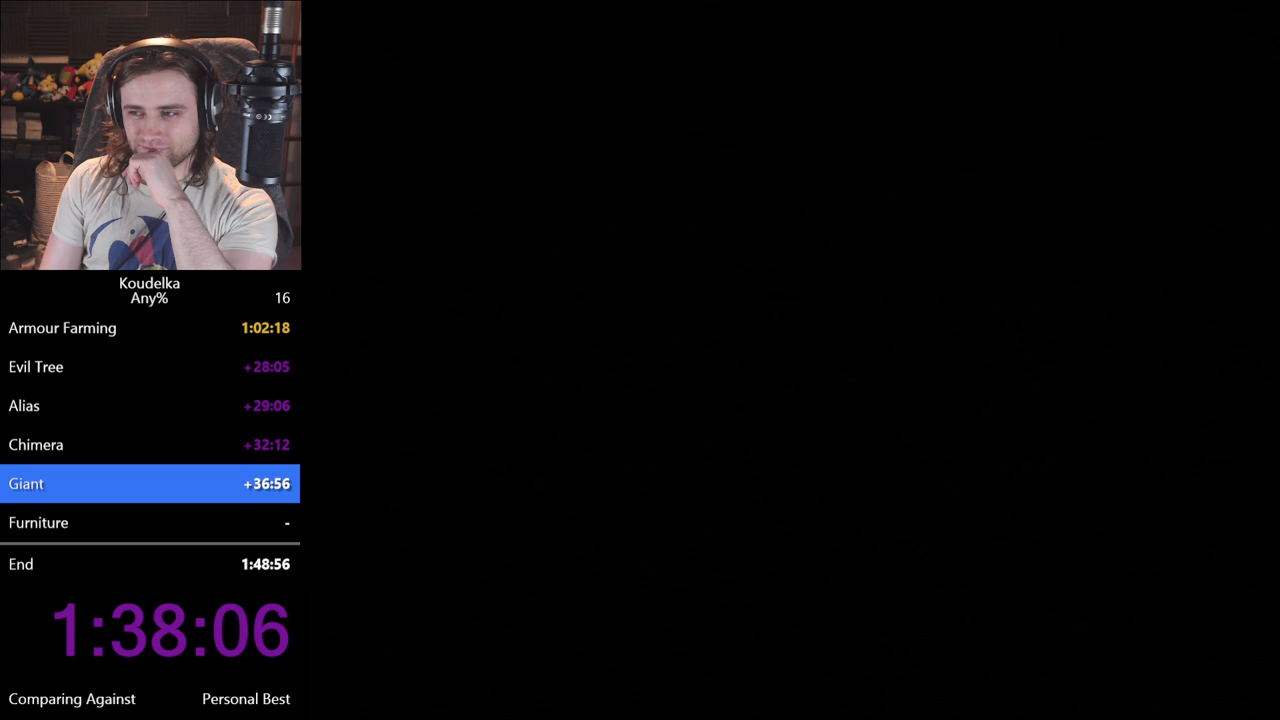 Koudelka
Any% 16
Armour Farming 1:02:18
Evil Tree +28:05
Alias +29:06
Chimera +32:12
Giant +36:56
Furniture -
End 1:48:56
1:38:06
Comparing Against Personal Best